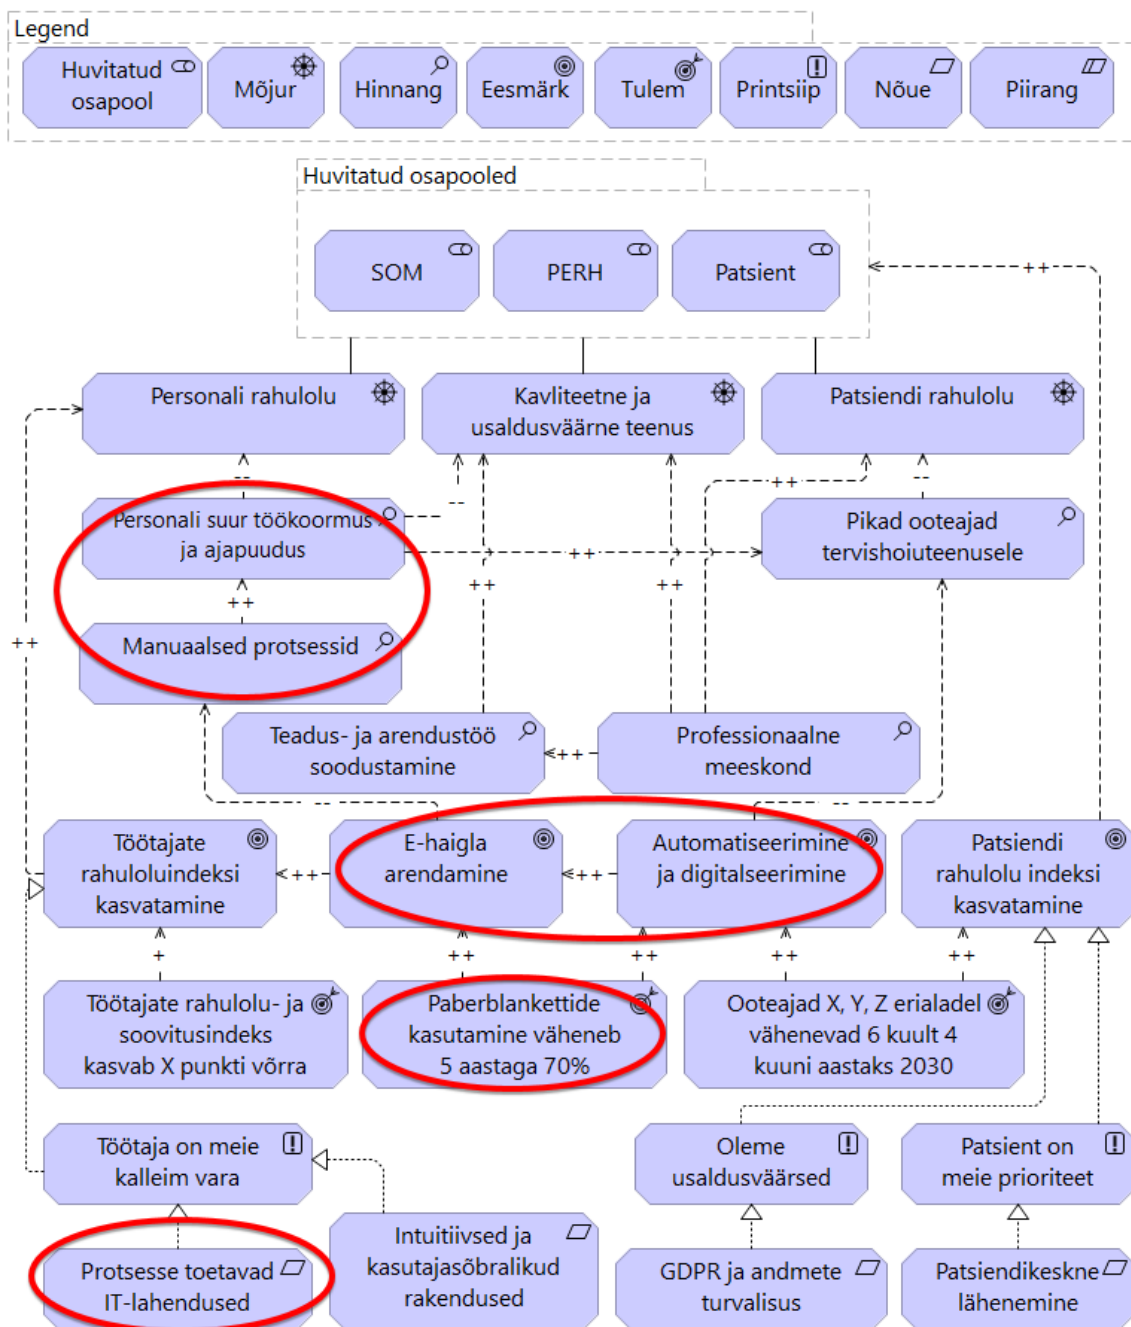 Legend
Huvitatud
osapool
Mõjur
Hinnang
Eesmärk
Tulem
Printsiip
Nõue
Piirang
Huvitatud osapooled
SOM
PERH
Patsient
++
Personali rahulolu
Kavliteetne ja
usaldusväärne teenus
Patsiendi rahulolu
--
--
++
--
Personali suur töökoormus
ja ajapuudus
Pikad ooteajad
tervishoiuteenusele
++
++
++
++
++
Manuaalsed protsessid
Teadus- ja arendustöö
soodustamine
++
Professionaalne
meeskond
--
--
Töötajate
rahuloluindeksi
kasvatamine
++
E-haigla
arendamine
++
Automatiseerimine
ja digitalseerimine
Patsiendi
rahulolu indeksi
kasvatamine
+
++
++
++
++
Töötajate rahulolu- ja
soovitusindeks
kasvab X punkti võrra
Paberblankettide
kasutamine väheneb
5 aastaga 70%
Ooteajad X, Y, Z erialadel
vähenevad 6 kuult 4
kuuni aastaks 2030
Töötaja on meie
kalleim vara
Oleme
usaldusväärsed
Patsient on
meie prioriteet
Protsesse toetavad
IT-lahendused
Intuitiivsed ja
kasutajasõbralikud
rakendused
GDPR ja andmete
turvalisus
Patsiendikeskne
lähenemine